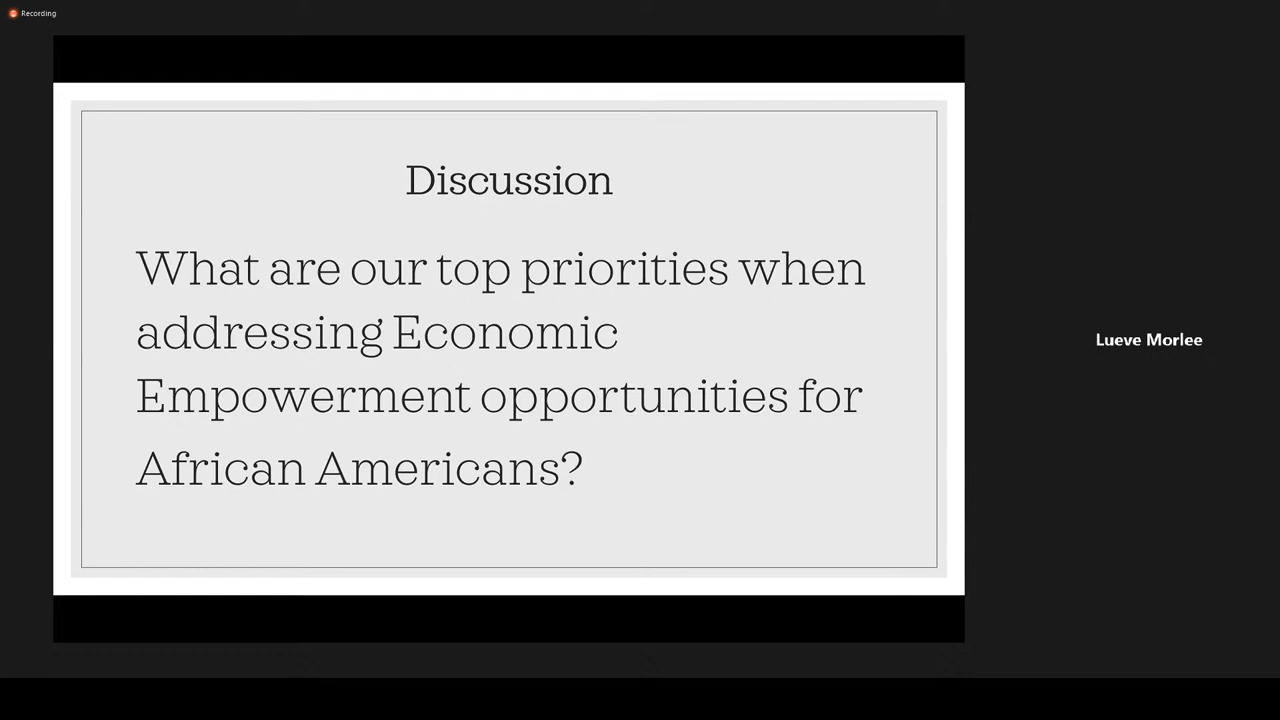 Recording
Discussion
What are our top priorities when
addressing Economic
Empowerment opportunities for
African Americans?
Lueve Morlee